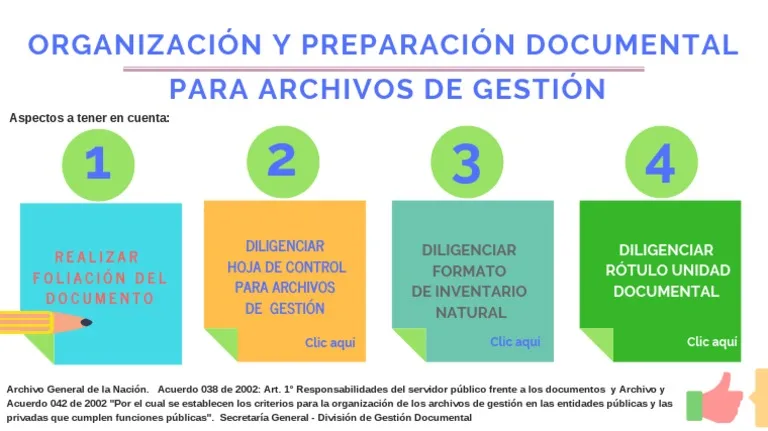 ORGANIZACIÓN Y PREPARACIÓN DOCUMENTAL
PARA ARCHIVOS DE GESTIÓN
Aspectos a tener en cuenta:
1
REALIZAR
FOLIACIÓN DEL
DOCUMENTO
2
DILIGENCIAR
HOJA DE CONTROL
PARA ARCHIVOS
DE GESTIÓN
Clic aquí
3
DILIGENCIAR
FORMATO
DE INVENTARIO
NATURAL
Clic aquí
4
DILIGENCIAR
RÓTULO UNIDAD
DOCUMENTAL
Clic aquí
Archivo General de la Nación. Acuerdo 038 de 2002: Art. 1° Responsabilidades del servidor público frente a los documentos y Archivo y
Acuerdo 042 de 2002 "Por el cual se establecen los criterios para la organización de los archivos de gestión en las entidades públicas y las
privadas que cumplen funciones públicas". Secretaría General - División de Gestión Documental